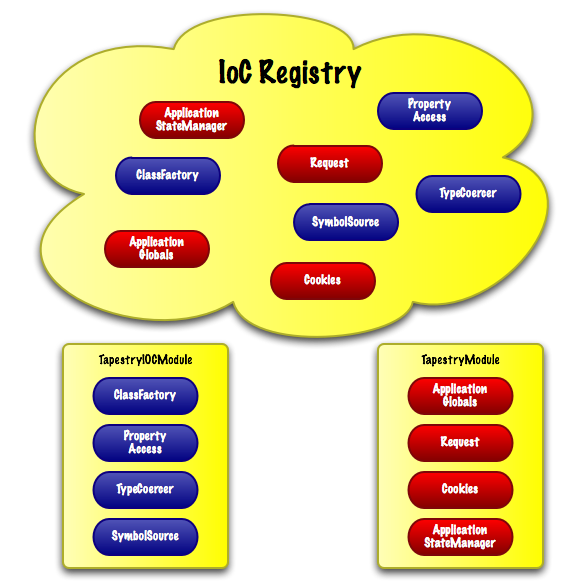 IoC Registry
Application
StateManager
Property
Access
ClassFactory
Request
TypeCoercer
SymbolSource
Application
Globals
Cookies
TapestryIOCModule
ClassFactory
Property
Access
TypeCoercer
SymbolSource
TapestryModule
Application
Globals
Request
Cookies
Application
StateManager